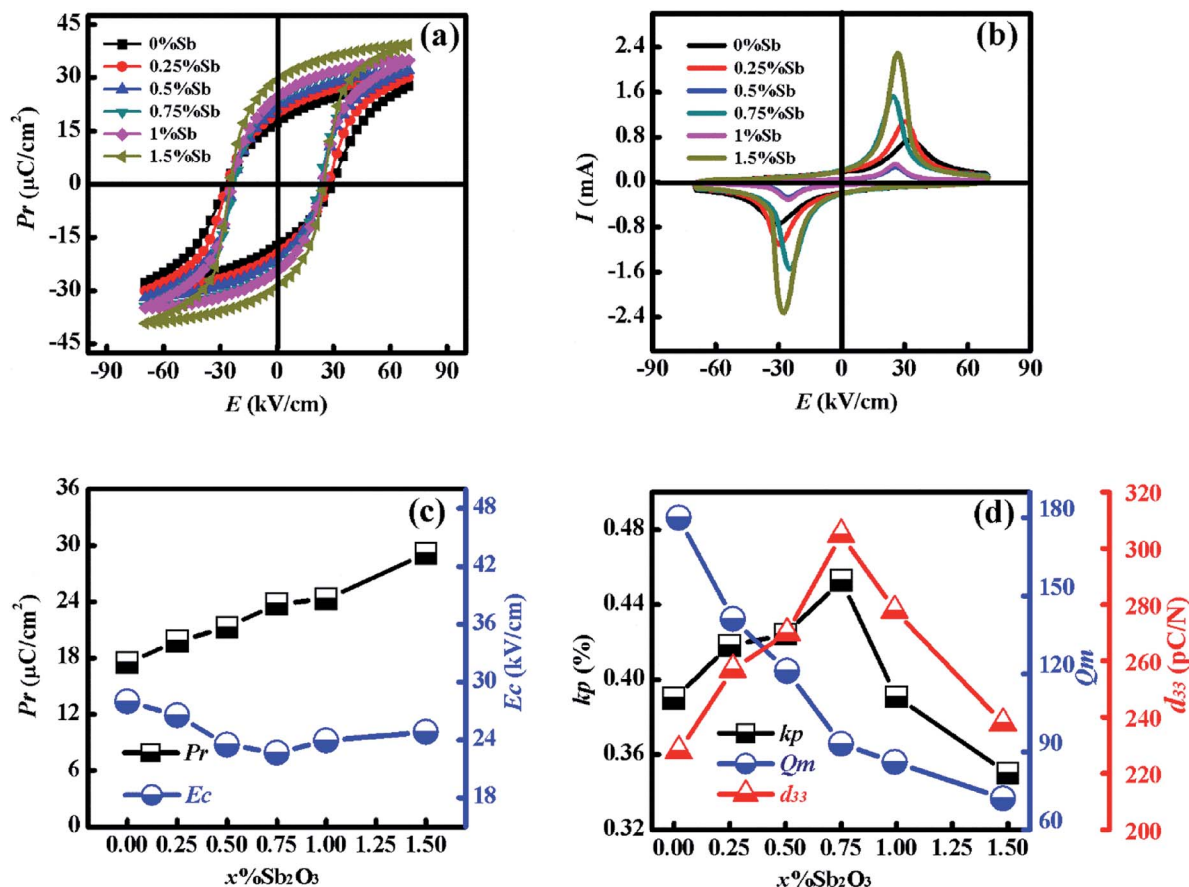 (a)
45
30
15
0
-15
-30
-45
Pr (μC/cm²)
0%Sb
0.25%Sb
0.5%Sb
0.75%Sb
1%Sb
1.5%Sb
-90 -60 -30 0 30 60 90
E (kV/cm)
(b)
2.4
1.6
0.8
0.0
-0.8
-1.6
-2.4
I (mA)
0%Sb
0.25%Sb
0.5%Sb
0.75%Sb
1%Sb
1.5%Sb
-90 -60 -30 0 30 60 90
E (kV/cm)
(c)
36
30
24
18
12
6
0
Pr (μC/cm²)
48
42
36
30
24
18
Ec (kV/cm)
Pr
Ec
0.00 0.25 0.50 0.75 1.00 1.25 1.50
x%Sb₂O₃
(d)
0.48
0.44
0.40
0.36
0.32
kp (%)
180
150
120
90
60
Qm
320
300
280
260
240
220
200
d₃₃ (pC/N)
kp
Qm
d₃₃
0.00 0.25 0.50 0.75 1.00 1.25 1.50
x%Sb₂O₃